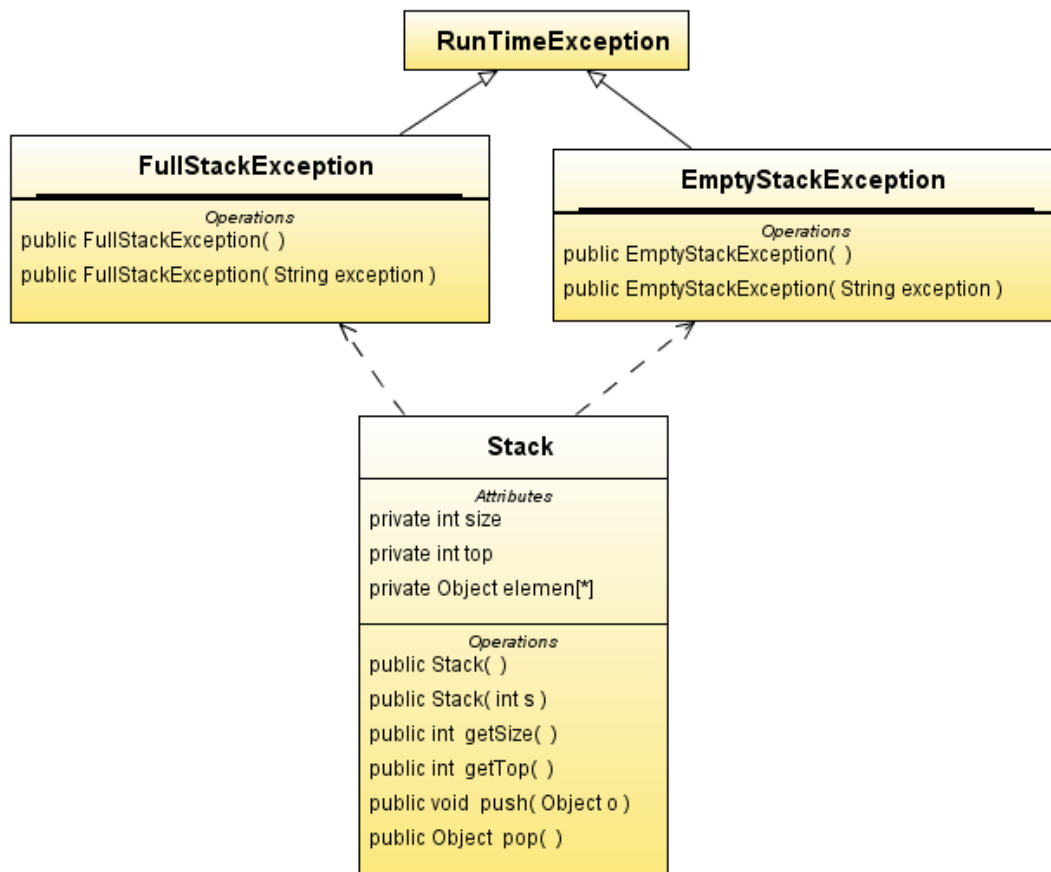 RunTimeException
FullStackException
Operations
public FullStackException( )
public FullStackException( String exception )
EmptyStackException
Operations
public EmptyStackException( )
public EmptyStackException( String exception )
Stack
Attributes
private int size
private int top
private Object elemen[*]
Operations
public Stack( )
public Stack( int s )
public int getSize( )
public int getTop( )
public void push( Object o )
public Object pop( )